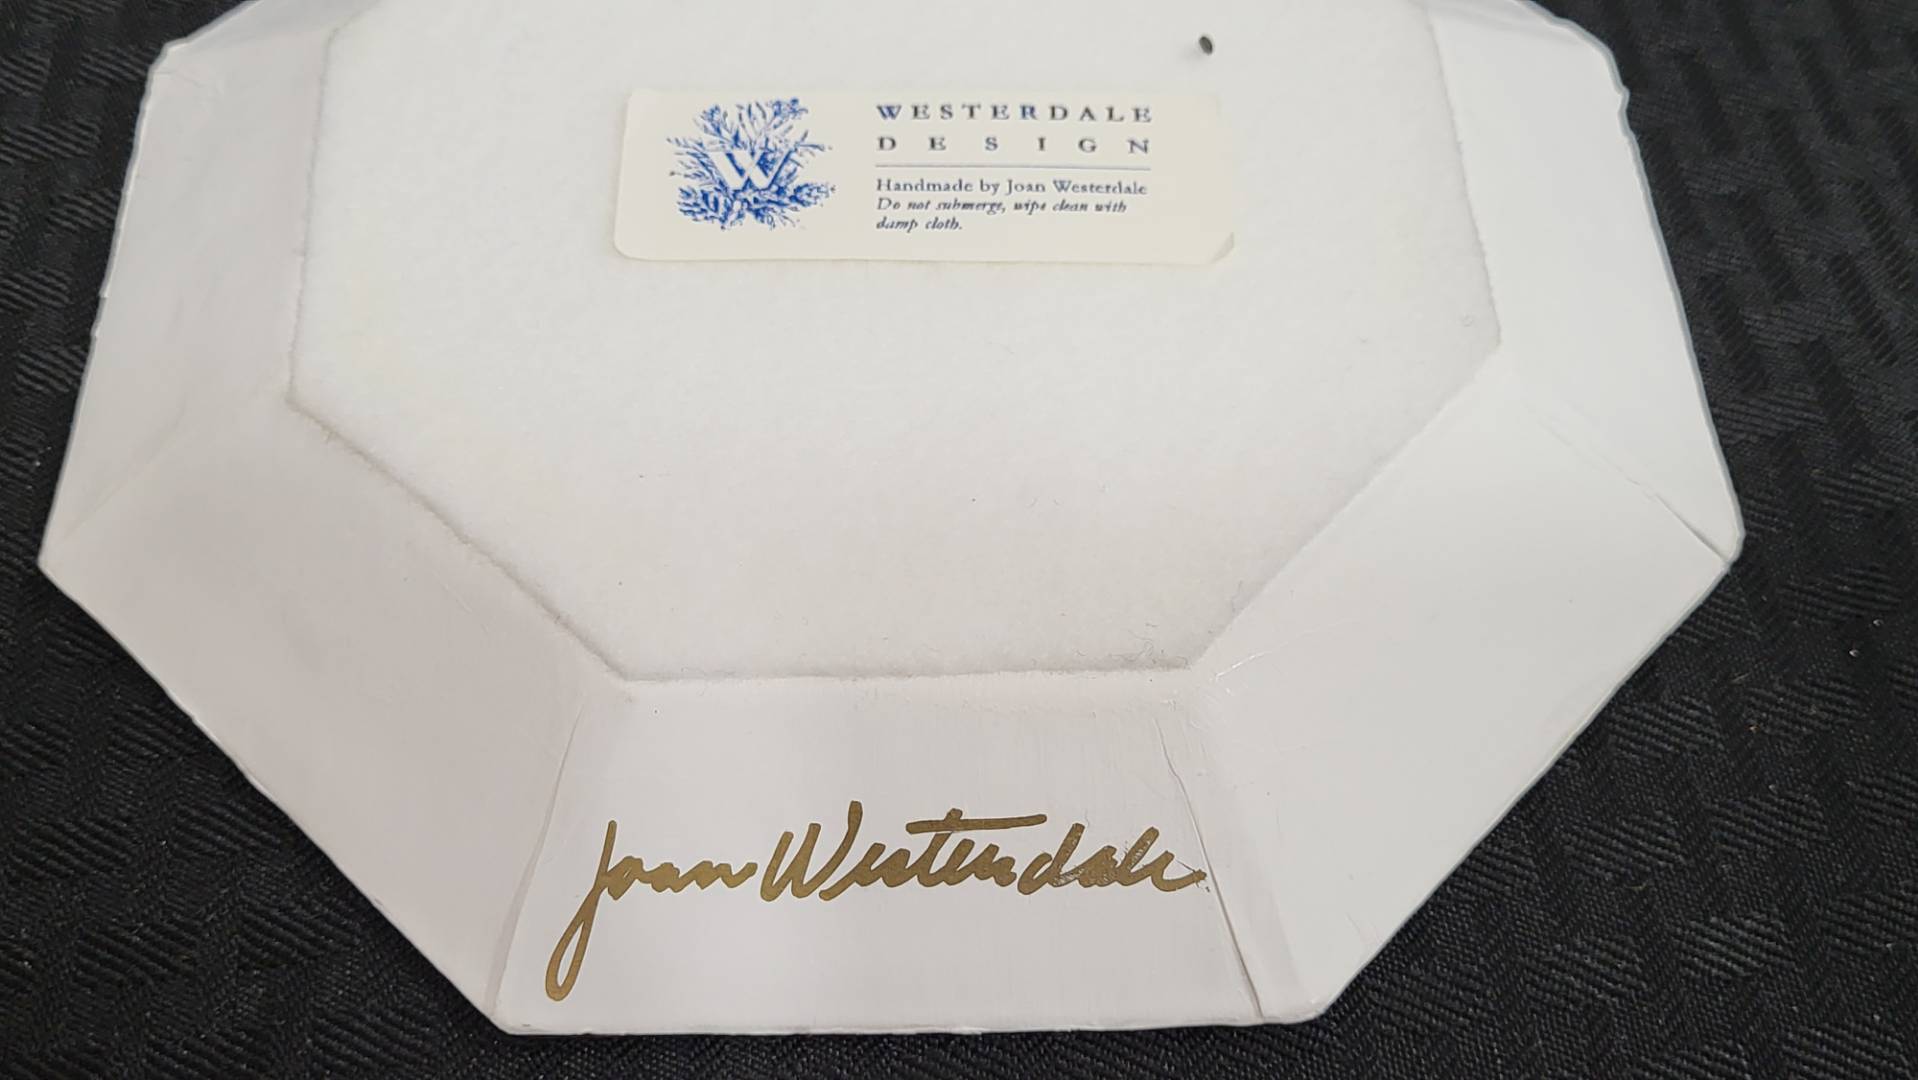 W
WESTERDALE
DESIGN
Handmade by Joan Westerdale
Do not submerge, wipe clean with
damp cloth.
Joan Westerdale